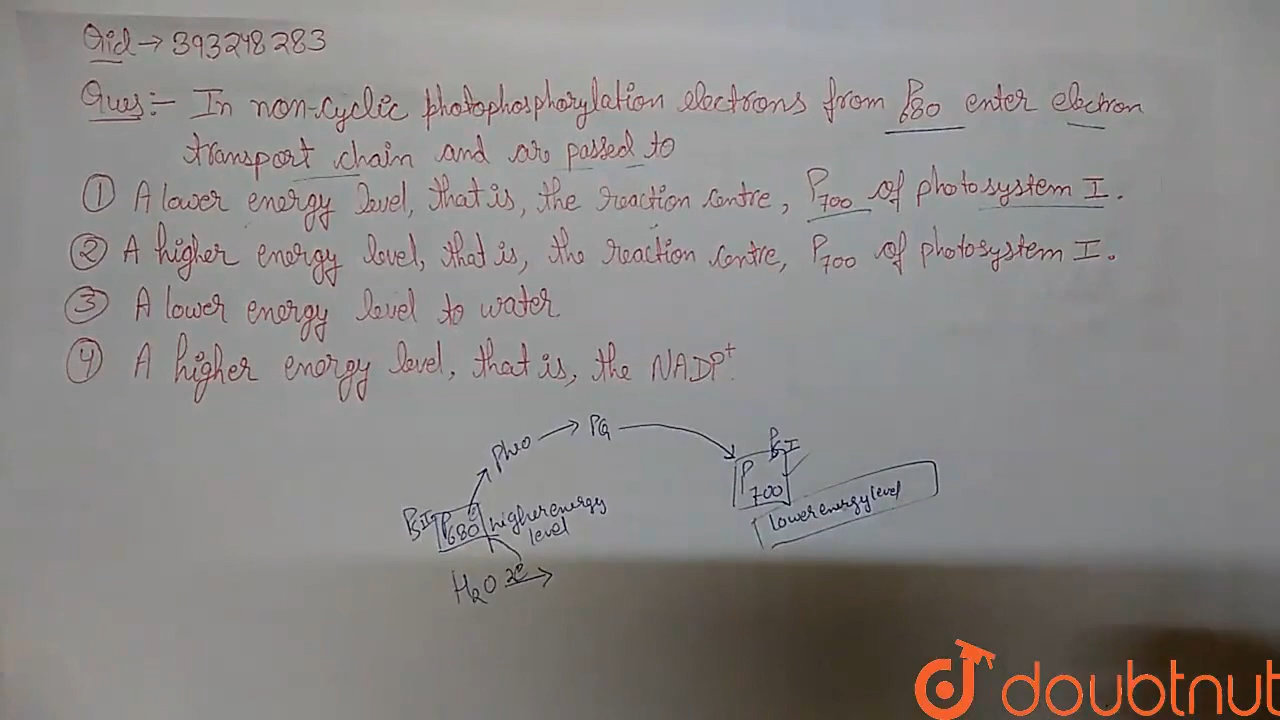 Qid → 393248283
Ques:- In non-cyclic photophosphorylation electrons from P680 enter electron
transport chain and are passed to
① A lower energy level, that is, the reaction centre, P700 of photosystem I.
② A higher energy level, that is, the reaction centre, P700 of photosystem I.
③ A lower energy level to water
④ A higher energy level, that is, the NADP+.
Pheo → PQ
PSI
P
700
lower energy level
PSII P680 higher energy
level
H2O 2e →
doubtnut